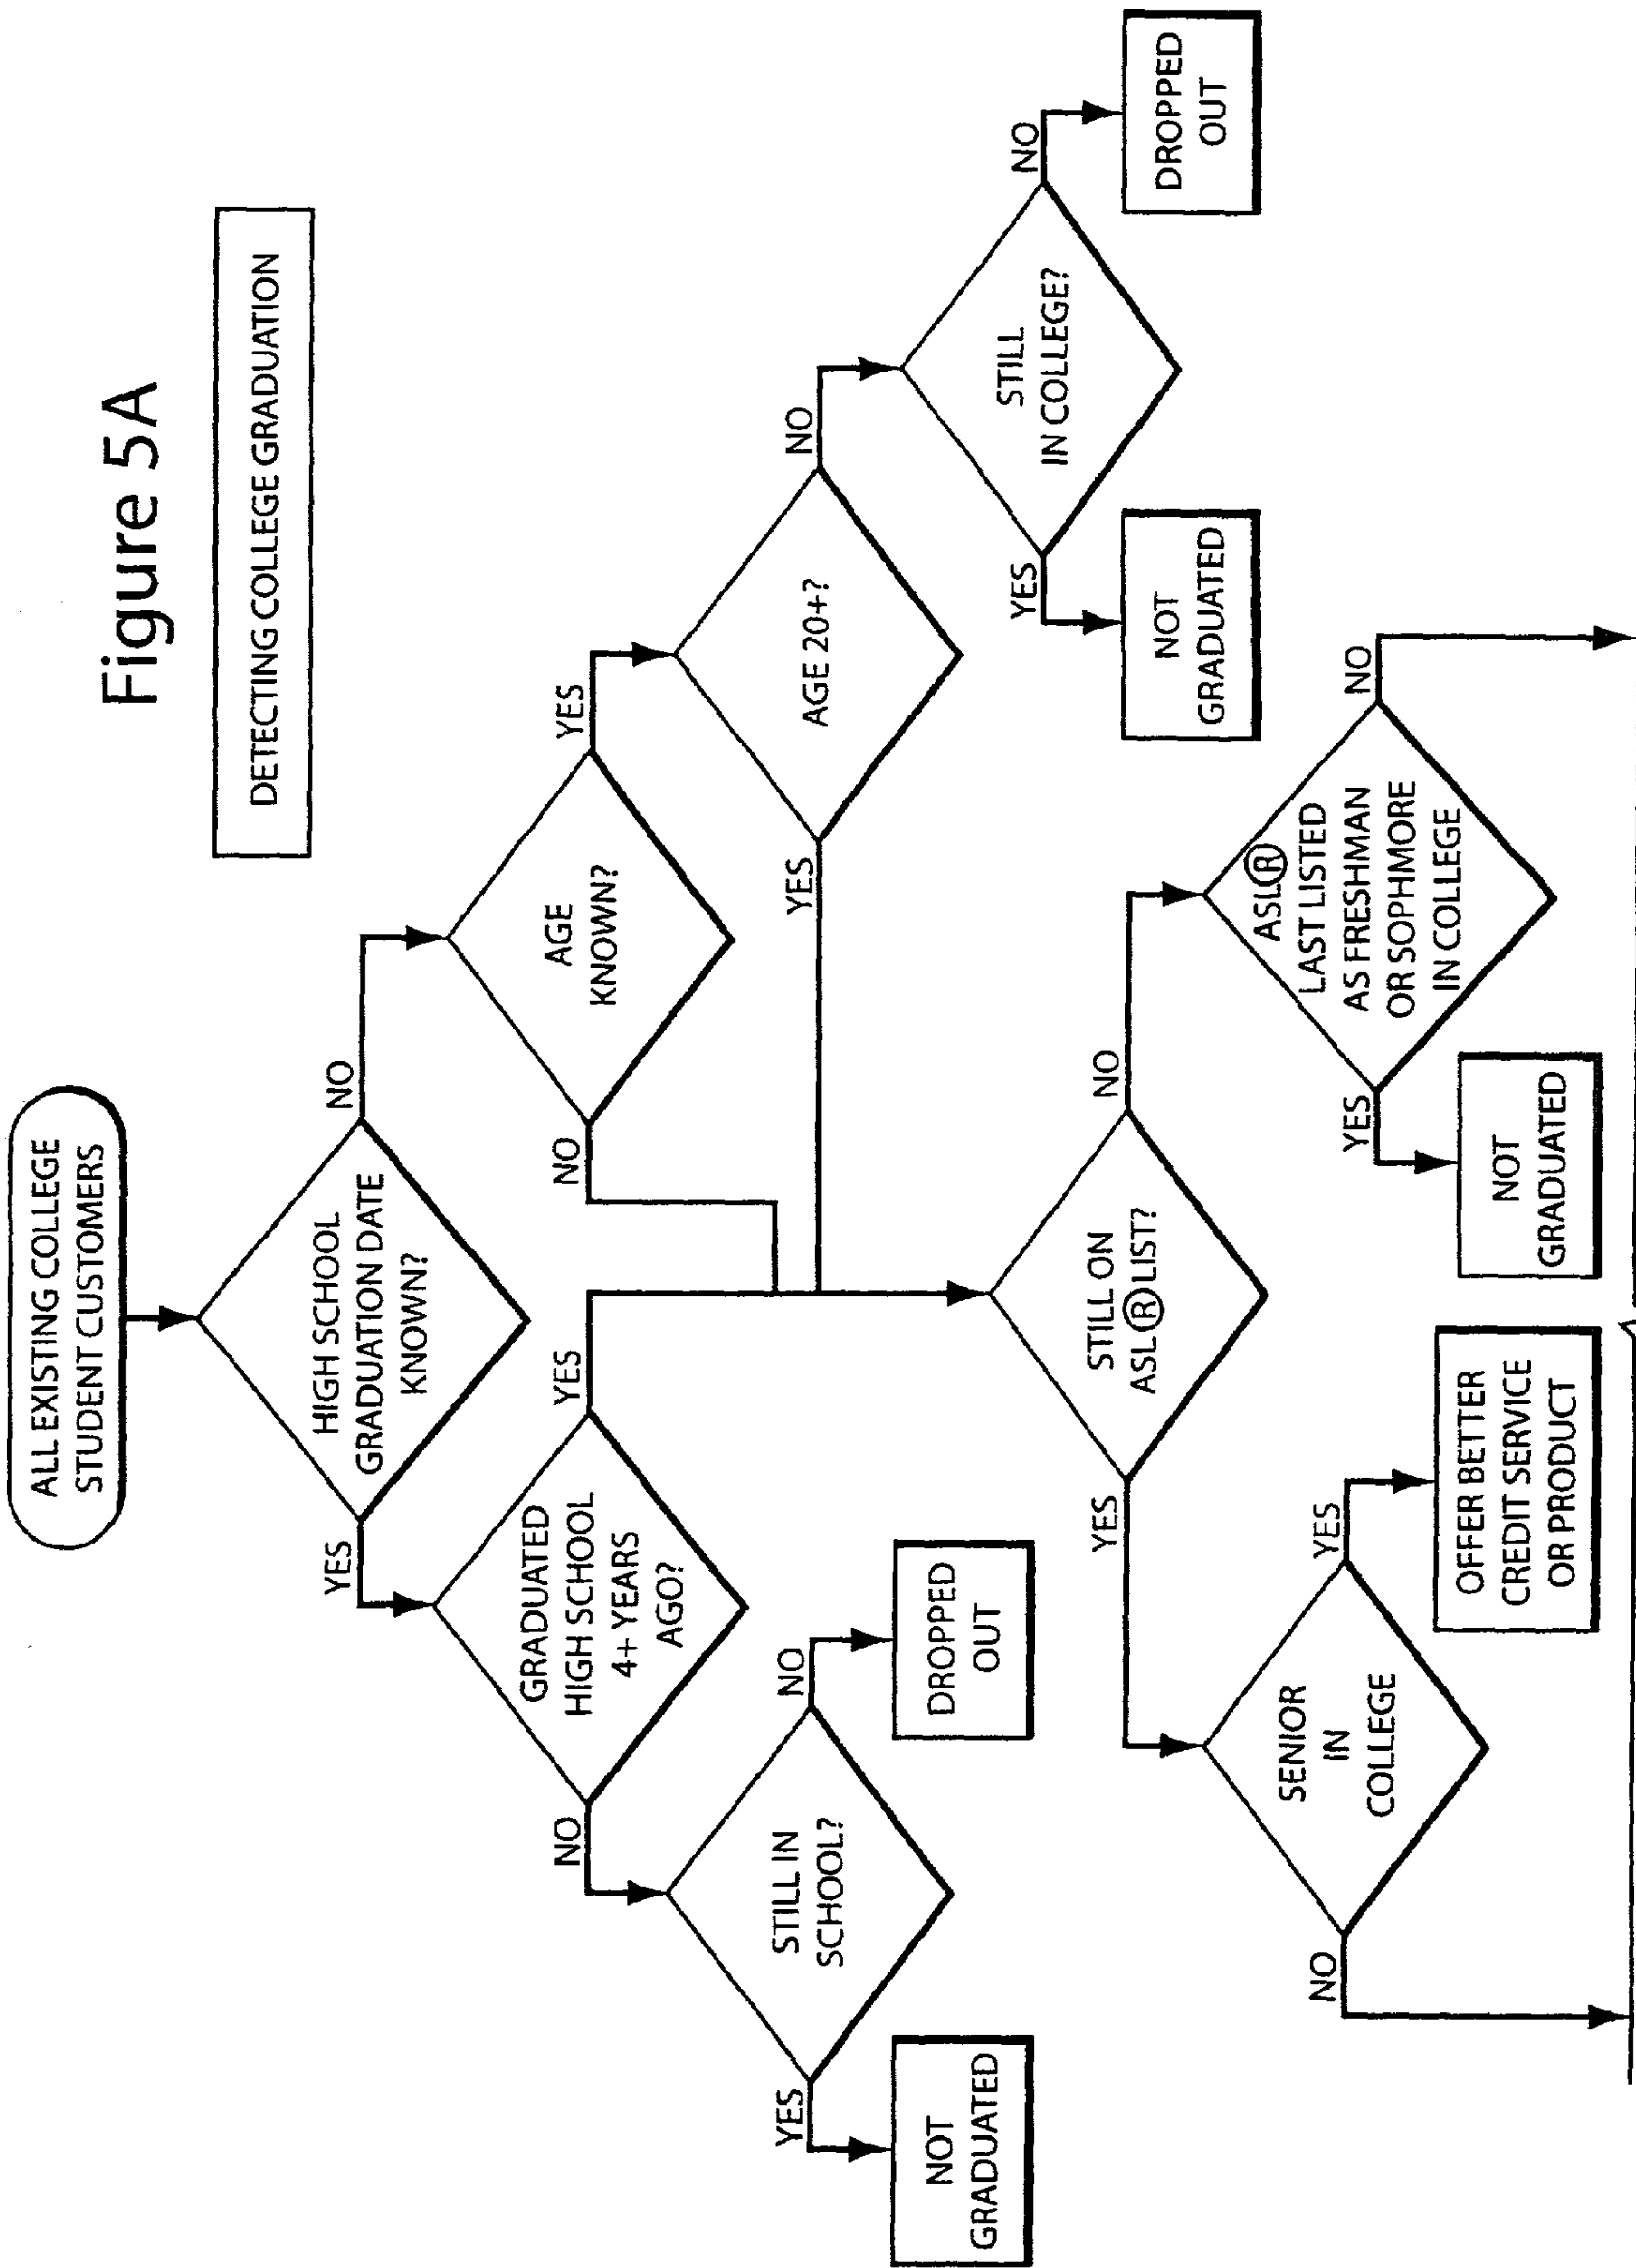 Figure 5A
DETECTING COLLEGE GRADUATION
ALL EXISTING COLLEGE
STUDENT CUSTOMERS
HIGH SCHOOL
GRADUATION DATE
KNOWN?
YES
NO
GRADUATED
HIGH SCHOOL
4+ YEARS
AGO?
NO
YES
AGE
KNOWN?
NO
YES
STILL IN
SCHOOL?
YES
NO
AGE 20+?
YES
NO
NOT
GRADUATED
DROPPED
OUT
STILL
IN COLLEGE?
YES
NO
NOT
GRADUATED
DROPPED
OUT
STILL ON
ASL® LIST?
YES
NO
SENIOR
IN
COLLEGE
NO
YES
ASL®
LAST LISTED
AS FRESHMAN
OR SOPHMORE
IN COLLEGE
YES
NO
OFFER BETTER
CREDIT SERVICE
OR PRODUCT
NOT
GRADUATED